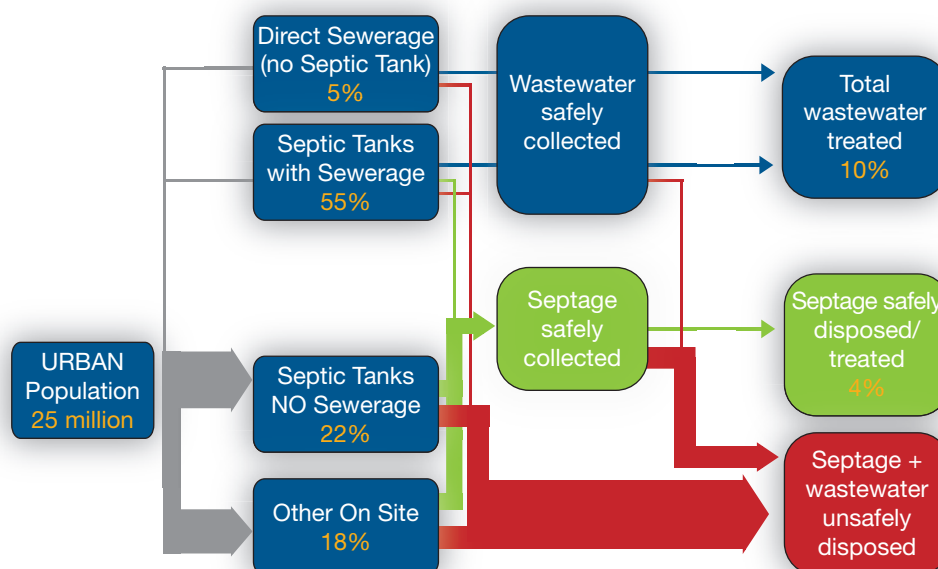 Direct Sewerage
(no Septic Tank)
5%
Wastewater
safely
collected
Total
wastewater
treated
10%
Septic Tanks
with Sewerage
55%
Septage
safely
collected
Septage safely
disposed/
treated
4%
URBAN
Population
25 million
Septic Tanks
NO Sewerage
22%
Septage +
wastewater
unsafely
disposed
Other On Site
18%